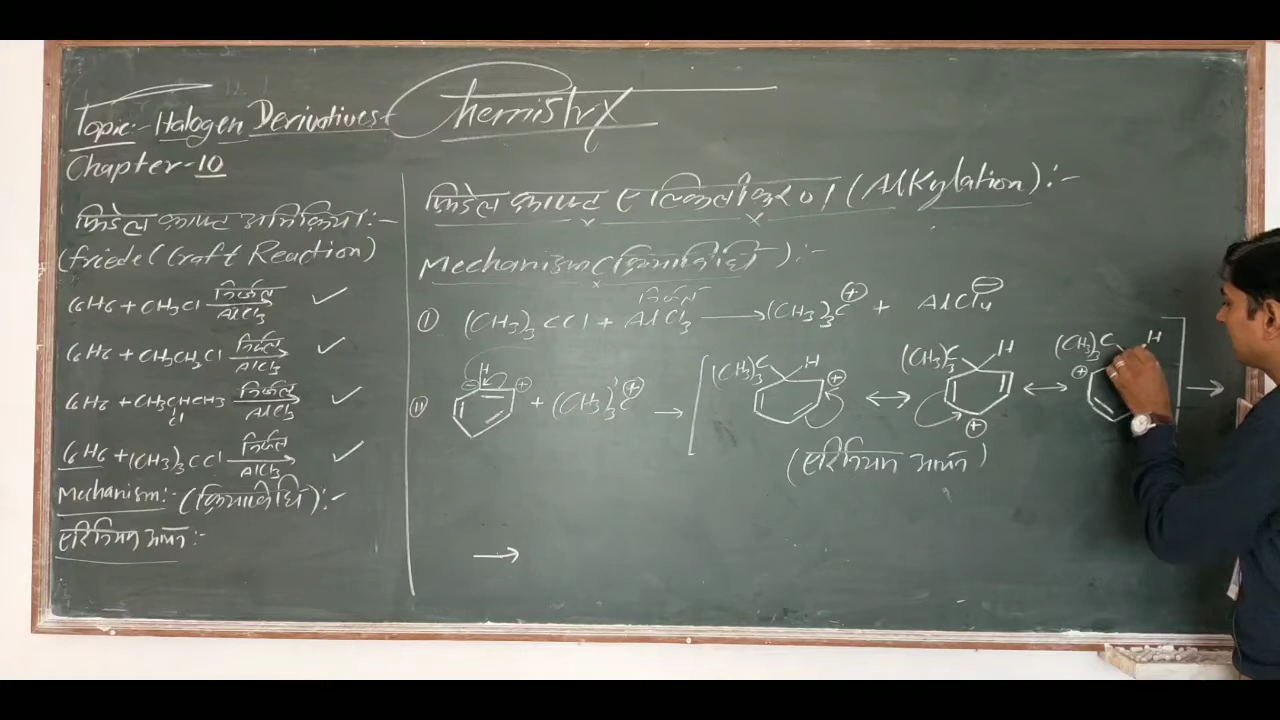 Topic:- Halogen Derivatives
Chemistry
Chapter-10
फ्रिडेल क्राफ्ट अभिक्रिया:-
(friedel Craft Reaction)
C6H6 + CH3Cl निर्जल AlCl3 ✓
C6H6 + CH3CH2Cl निर्जल AlCl3 ✓
C6H6 + CH3CHCH3 Cl निर्जल AlCl3 ✓
C6H6 + (CH3)3CCl निर्जल AlCl3 ✓
Mechanism:- (क्रियाविधि):-
एरिनियम आयन:-
फ्रिडेल क्राफ्ट एल्किलीकरण (Alkylation):-
Mechanism (क्रियाविधि):-
(I) (CH3)3CCl + निर्जल AlCl3 ⟶ (CH3)3C⊕ + AlCl4⊖
(II) H ⊕ + (CH3)3C⊕ → [ (CH3)3C H ⊕ ↔ (CH3)3C H ⊕ ↔ (CH3)3C H ⊕ ] →
(एरिनियम आयन)
→